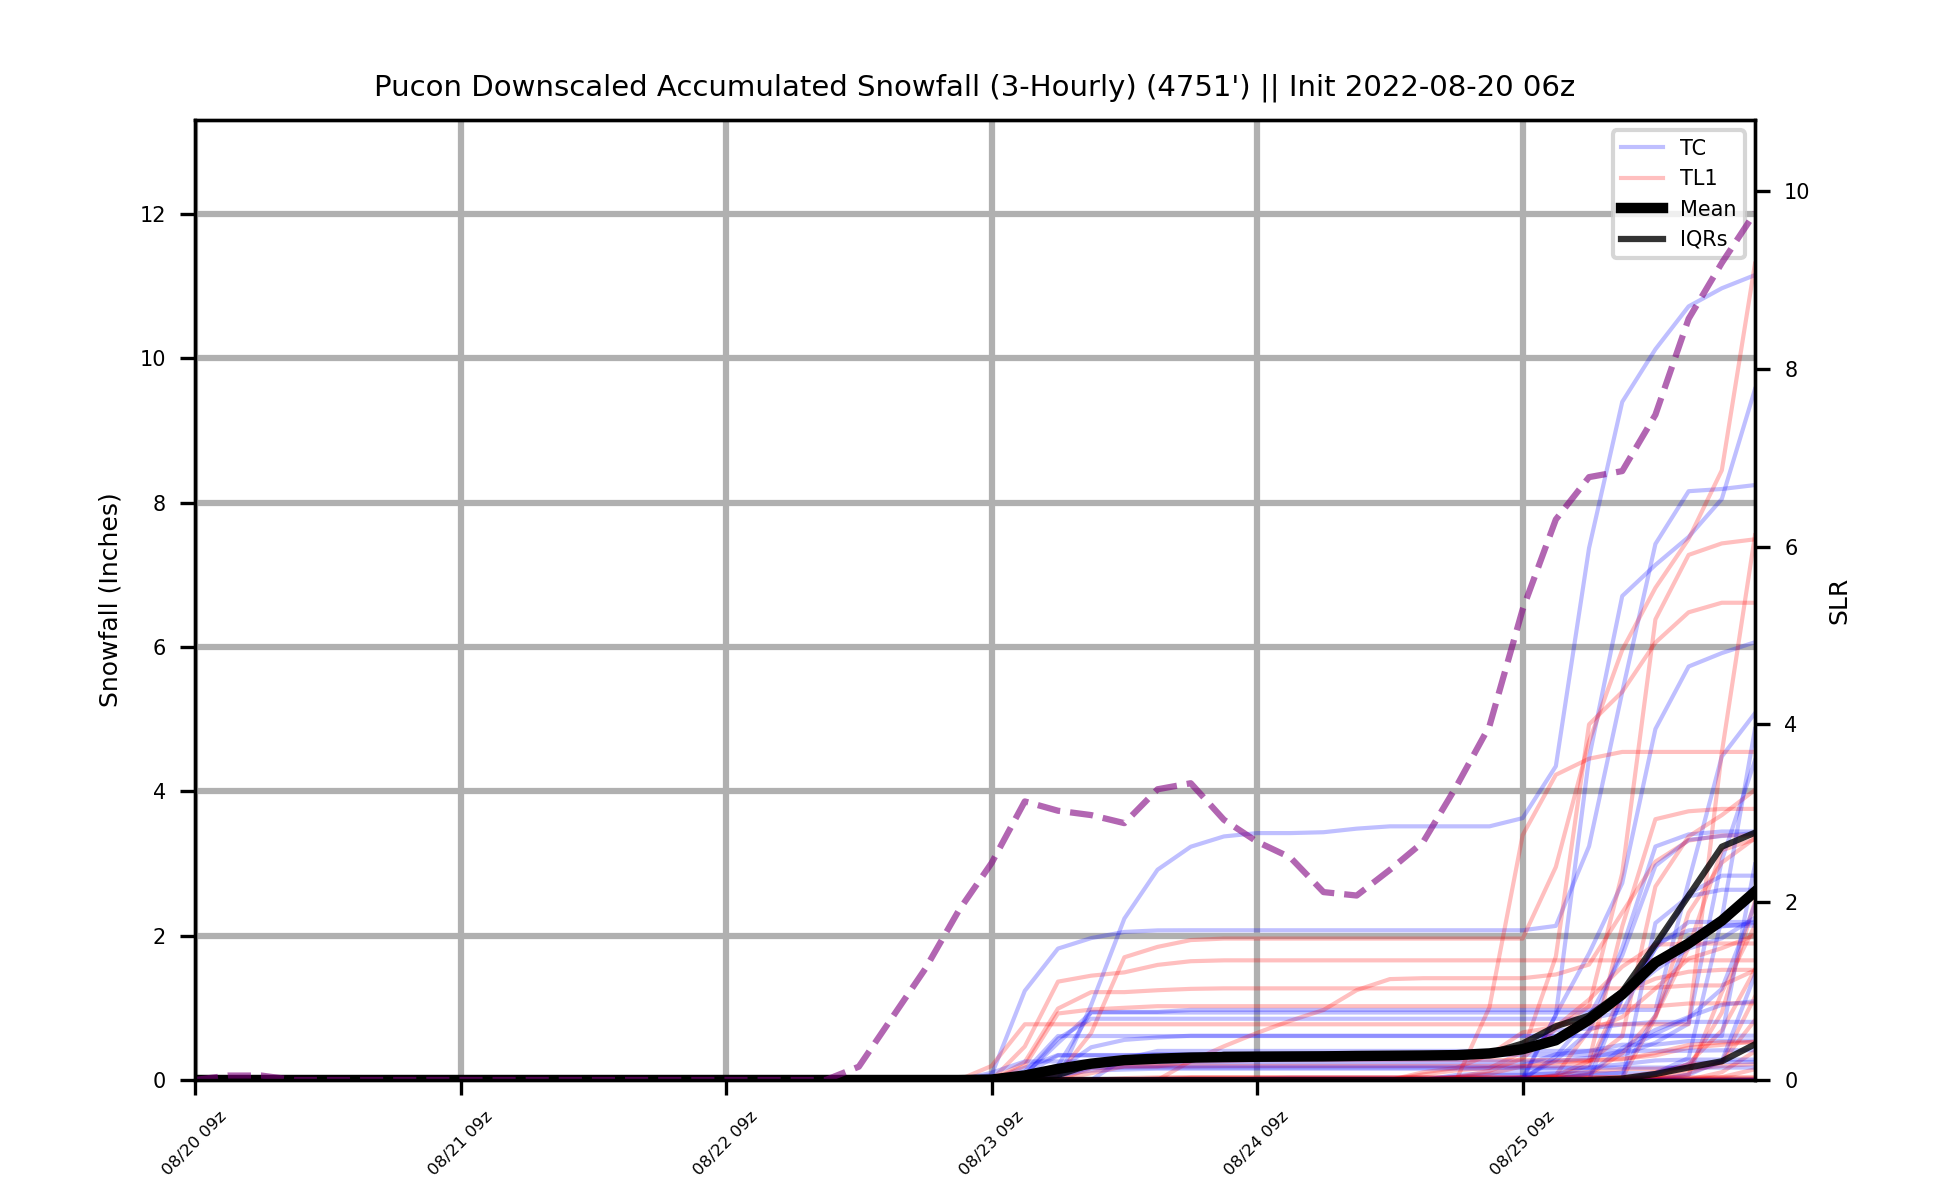 Pucon Downscaled Accumulated Snowfall (3-Hourly) (4751') || Init 2022-08-20 06z
TC
TL1
Mean
IQRs
Snowfall (Inches)
12
10
8
6
4
2
0
10
8
6
4
2
0
SLR
08/20 09z
08/21 09z
08/22 09z
08/23 09z
08/24 09z
08/25 09z